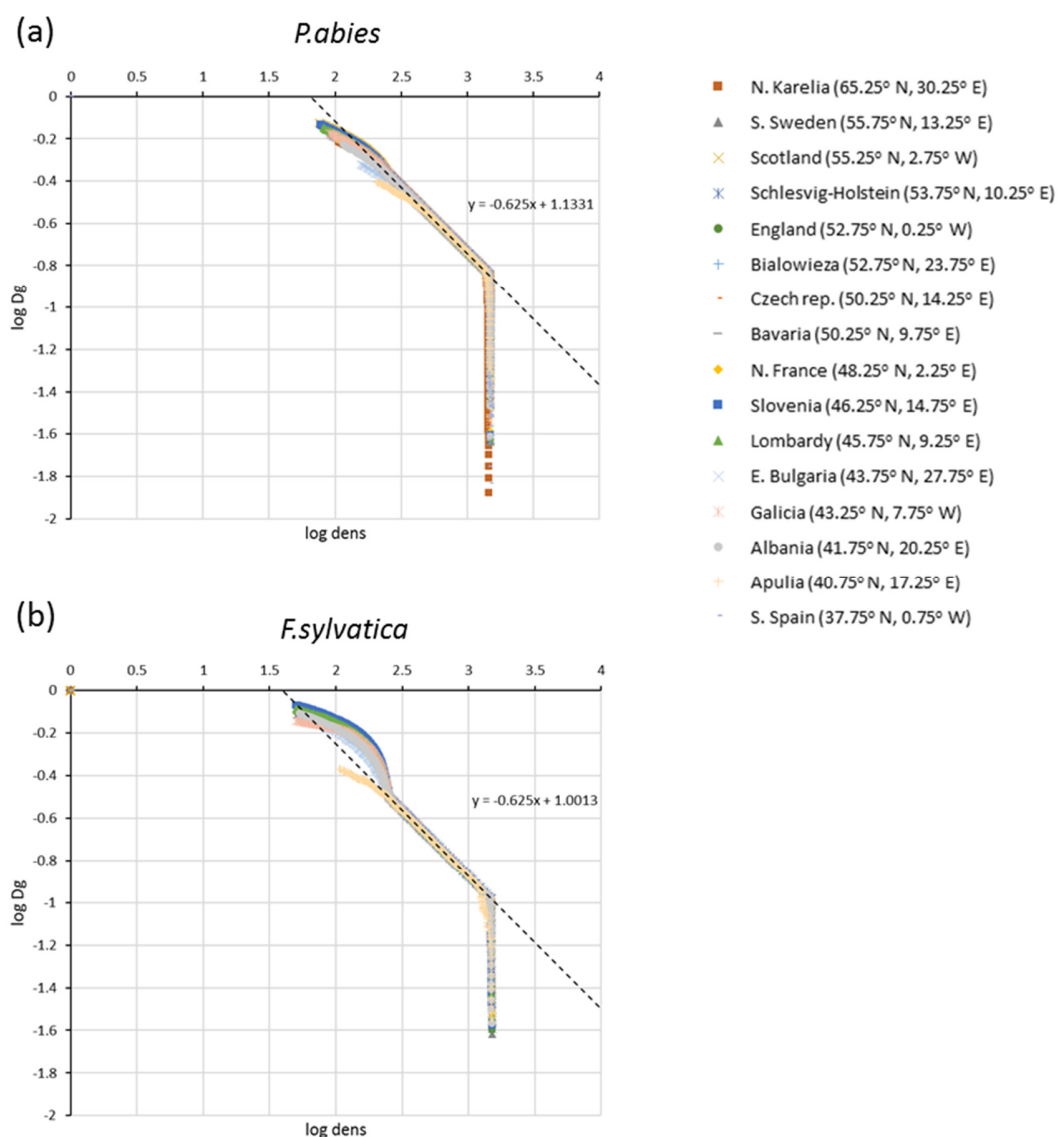 (a)
P.abies
0 0.5 1 1.5 2 2.5 3 3.5 4
0
-0.2
-0.4
-0.6
-0.8
-1
-1.2
-1.4
-1.6
-1.8
-2
log Dg
y = -0.625x + 1.1331
log dens
N. Karelia (65.25° N, 30.25° E)
S. Sweden (55.75° N, 13.25° E)
Scotland (55.25° N, 2.75° W)
Schlesvig-Holstein (53.75° N, 10.25° E)
England (52.75° N, 0.25° W)
Bialowieza (52.75° N, 23.75° E)
Czech rep. (50.25° N, 14.25° E)
Bavaria (50.25° N, 9.75° E)
N. France (48.25° N, 2.25° E)
Slovenia (46.25° N, 14.75° E)
Lombardy (45.75° N, 9.25° E)
E. Bulgaria (43.75° N, 27.75° E)
Galicia (43.25° N, 7.75° W)
Albania (41.75° N, 20.25° E)
Apulia (40.75° N, 17.25° E)
S. Spain (37.75° N, 0.75° W)
(b)
F.sylvatica
0 0.5 1 1.5 2 2.5 3 3.5 4
0
-0.2
-0.4
-0.6
-0.8
-1
-1.2
-1.4
-1.6
-1.8
-2
log Dg
y = -0.625x + 1.0013
log dens